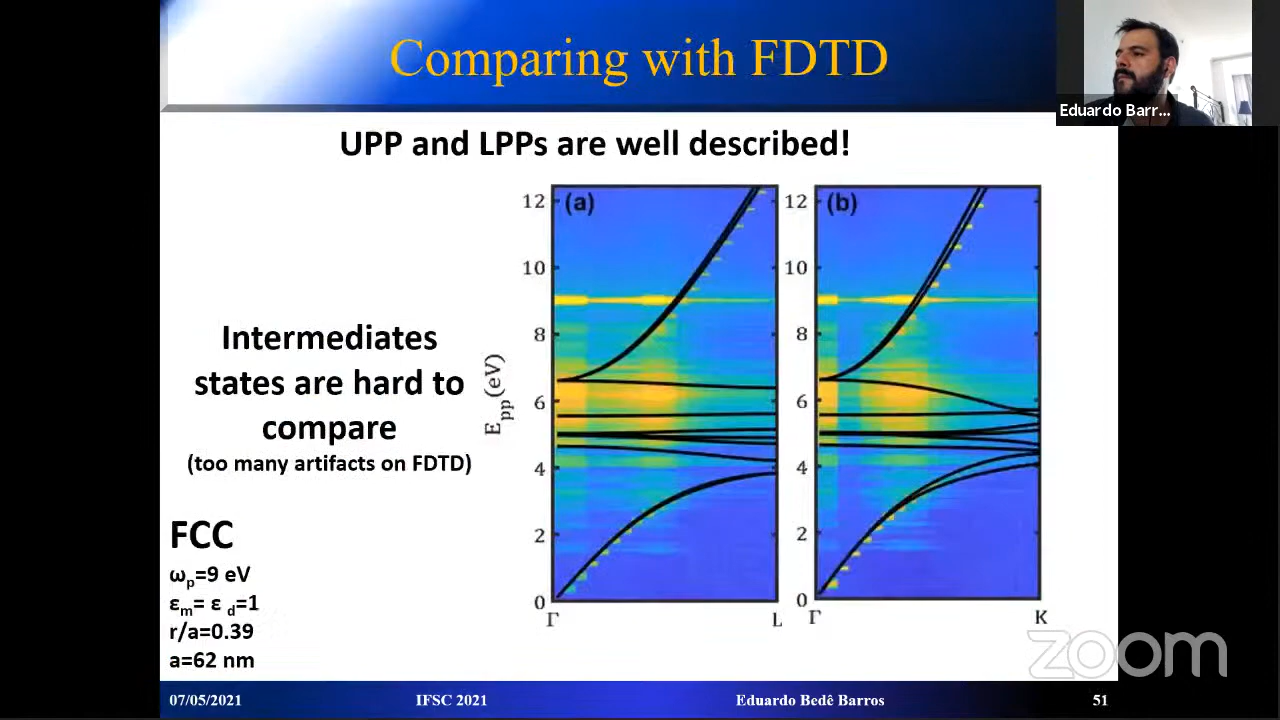 Comparing with FDTD
Eduardo Barr...
UPP and LPPs are well described!
Intermediates
states are hard to
compare
(too many artifacts on FDTD)
FCC
ωp=9 eV
εm= ε d=1
r/a=0.39
a=62 nm
Epp(eV)
(a)
12
10
8
6
4
2
0
Γ
L
(b)
12
10
8
6
4
2
0
Γ
K
zoom
07/05/2021
IFSC 2021
Eduardo Bedê Barros
51